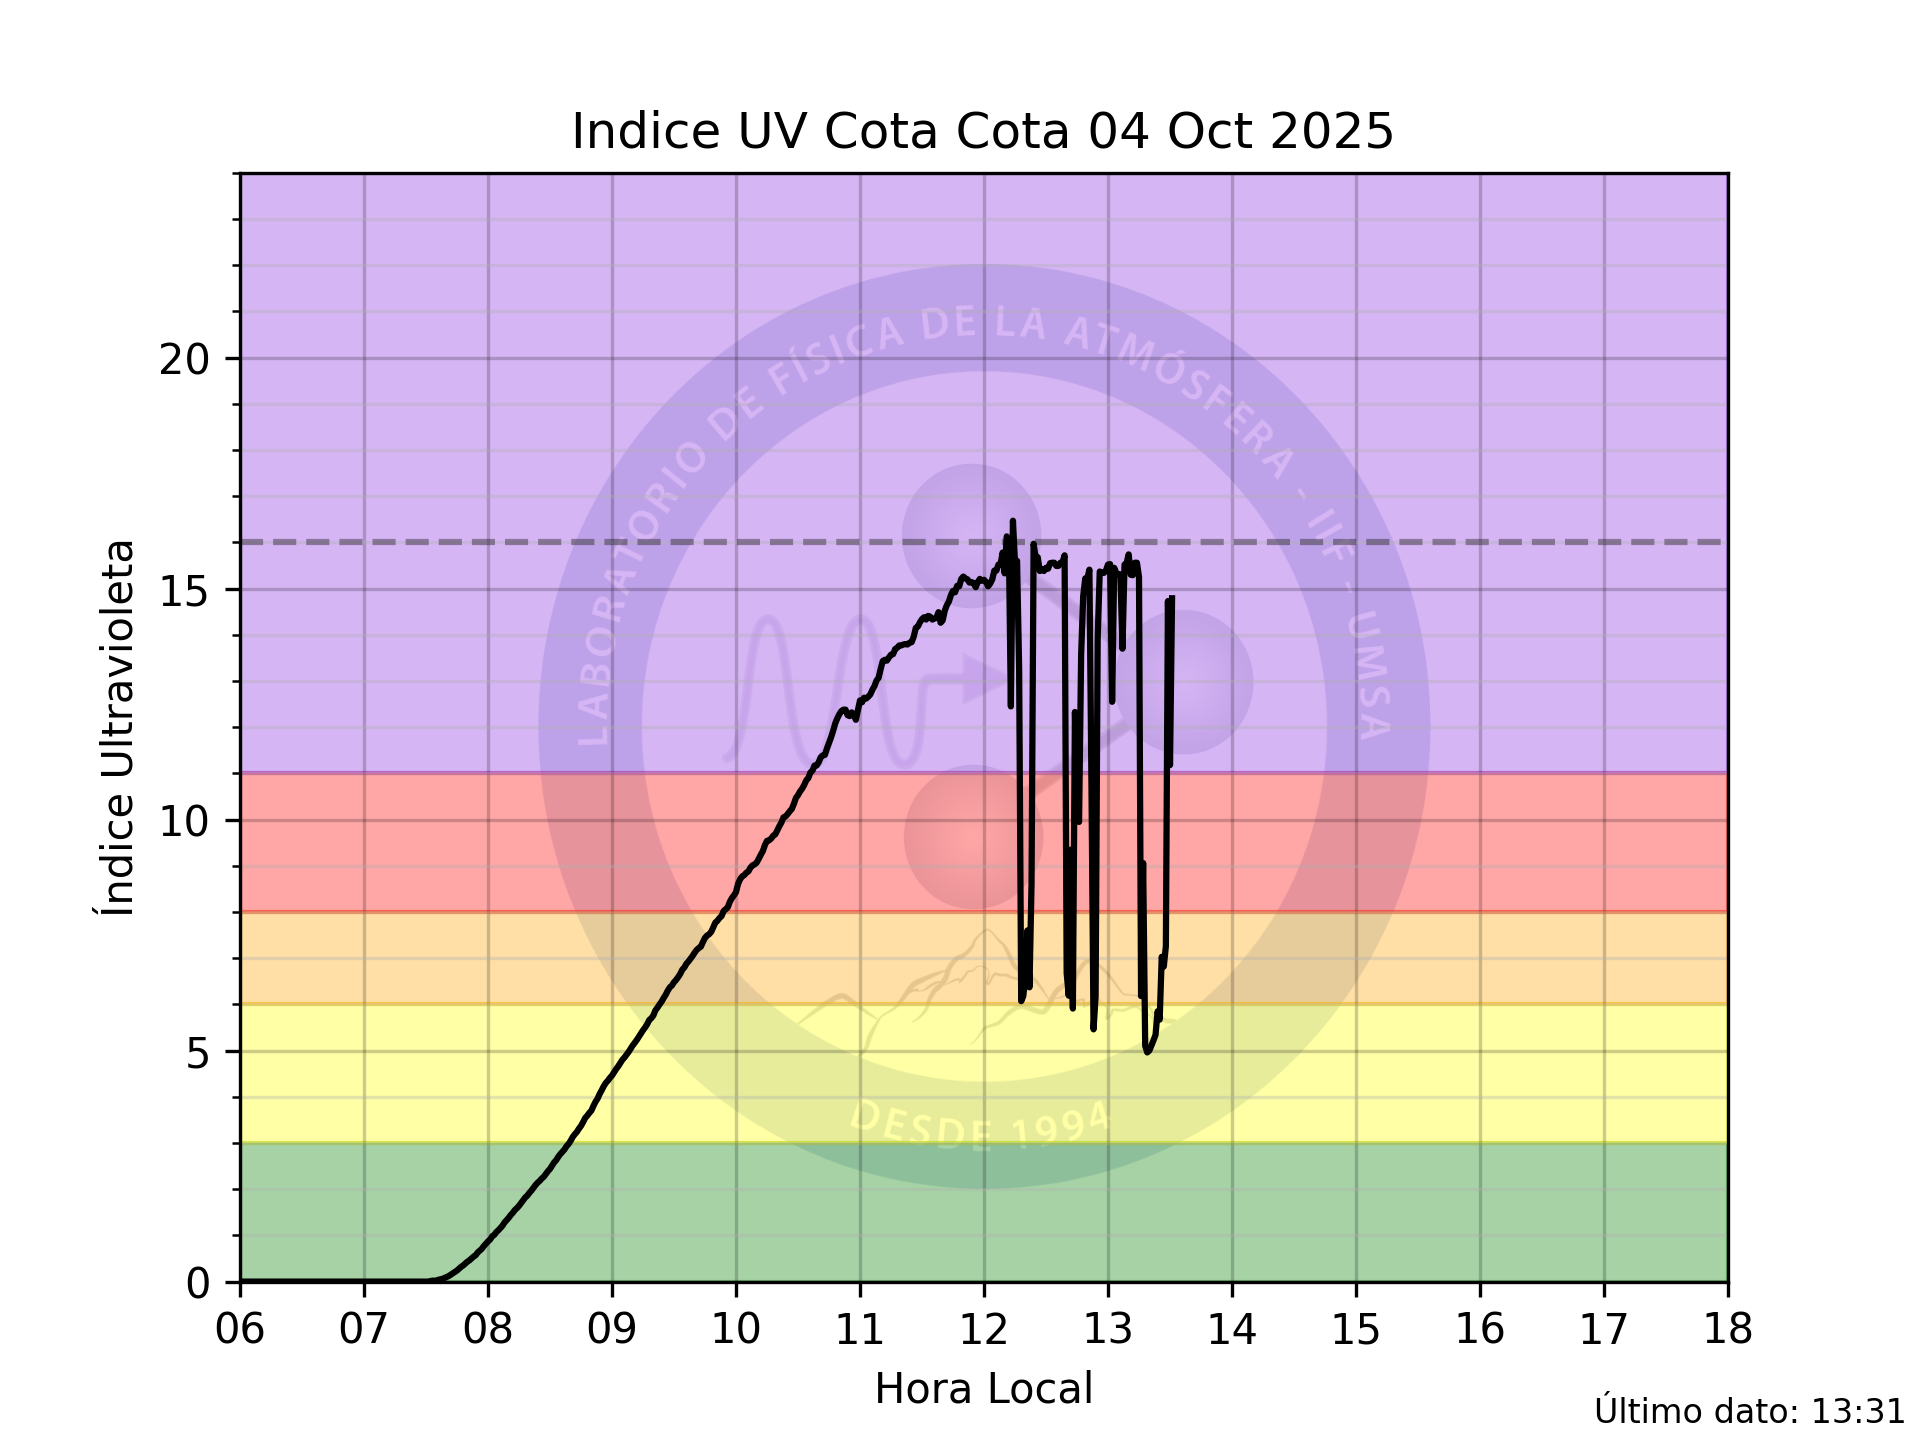 Indice UV Cota Cota 04 Oct 2025
Índice Ultravioleta
20
15
10
5
0
LABORATORIO DE FÍSICA DE LA ATMÓSFERA - IIF - UMSA
DESDE 1994
06 07 08 09 10 11 12 13 14 15 16 17 18
Hora Local
Último dato: 13:31